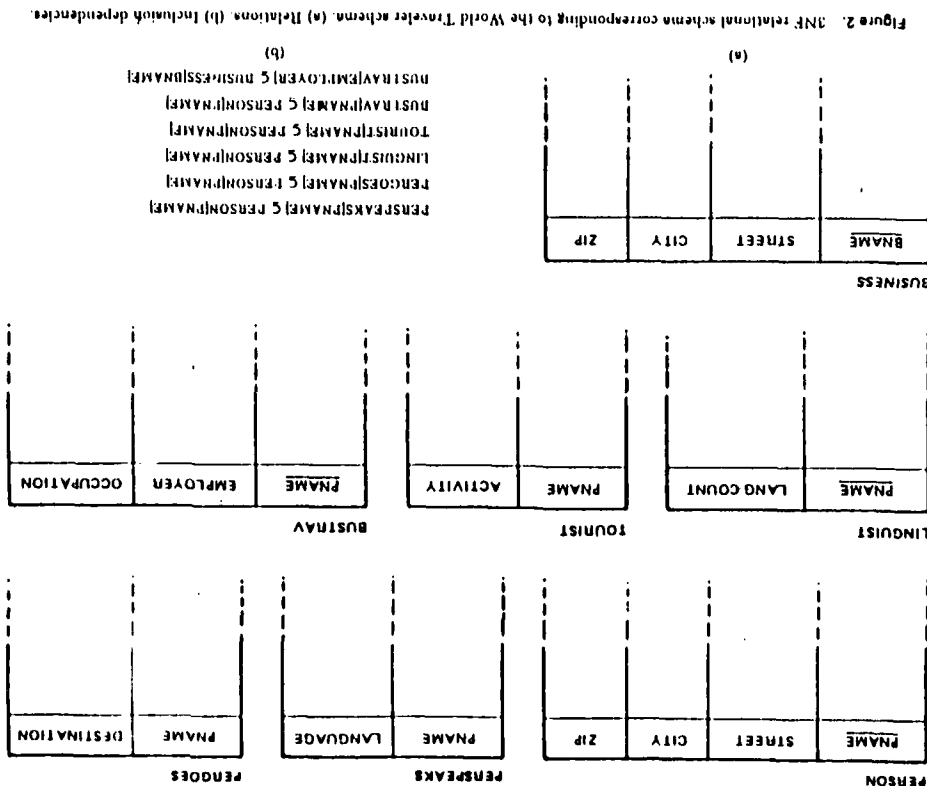 PERSON
PNAME STREET CITY ZIP
PERSPEAKS
PNAME LANGUAGE
PERGOES
PNAME DESTINATION
LINGUIST
PNAME LANG-COUNT
TOURIST
PNAME ACTIVITY
BUSTRAV
PNAME EMPLOYER OCCUPATION
BUSINESS
BNAME STREET CITY ZIP
(a)
PERSPEAKS[PNAME] ⊆ PERSON[PNAME]
PERGOES[PNAME] ⊆ PERSON[PNAME]
LINGUIST[PNAME] ⊆ PERSON[PNAME]
TOURIST[PNAME] ⊆ PERSON[PNAME]
BUSTRAV[PNAME] ⊆ PERSON[PNAME]
BUSTRAV[EMPLOYER] ⊆ BUSINESS[BNAME]
(b)
Figure 2. 3NF relational schema corresponding to the World Traveler schema. (a) Relations. (b) Inclusion dependencies.